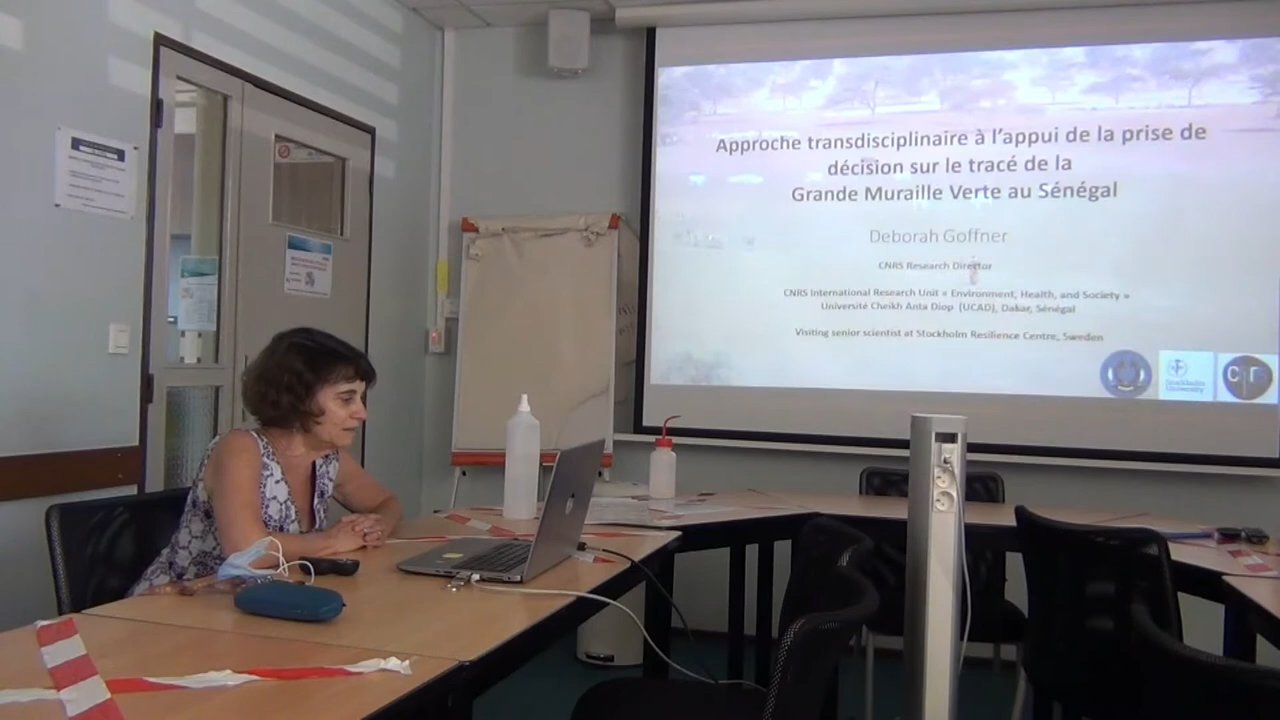 Approche transdisciplinaire à l'appui de la prise de
décision sur le tracé de la
Grande Muraille Verte au Sénégal
Deborah Goffner
CNRS Research Director
CNRS International Research Unit « Environment, Health, and Society »
Université Cheikh Anta Diop (UCAD), Dakar, Sénégal
Visiting senior scientist at Stockholm Resilience Centre, Sweden
Stockholm
University